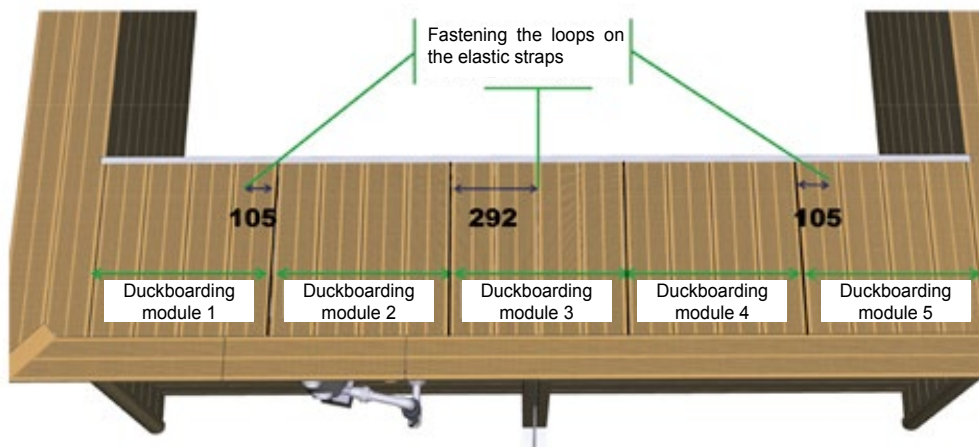 Fastening the loops on
the elastic straps
105
292
105
Duckboarding
module 1
Duckboarding
module 2
Duckboarding
module 3
Duckboarding
module 4
Duckboarding
module 5